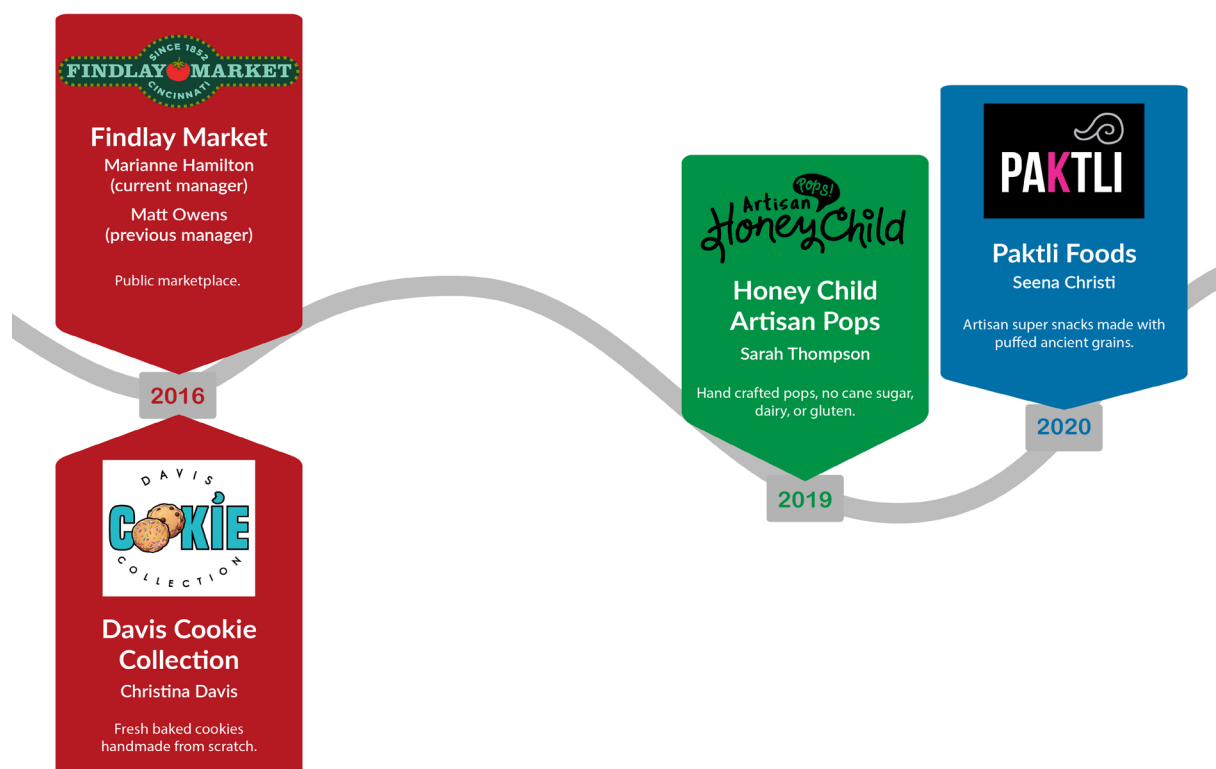 SINCE 1852
FINDLAY MARKET
CINCINNATI
Findlay Market
Marianne Hamilton
(current manager)
Matt Owens
(previous manager)
Public marketplace.
2016
DAVIS
COOKIE
COLLECTION
Davis Cookie
Collection
Christina Davis
Fresh baked cookies
handmade from scratch.
Pops!
Artisan
HoneyChild
Honey Child
Artisan Pops
Sarah Thompson
Hand crafted pops, no cane sugar,
dairy, or gluten.
2019
PAKTLI
Paktli Foods
Seena Christi
Artisan super snacks made with
puffed ancient grains.
2020